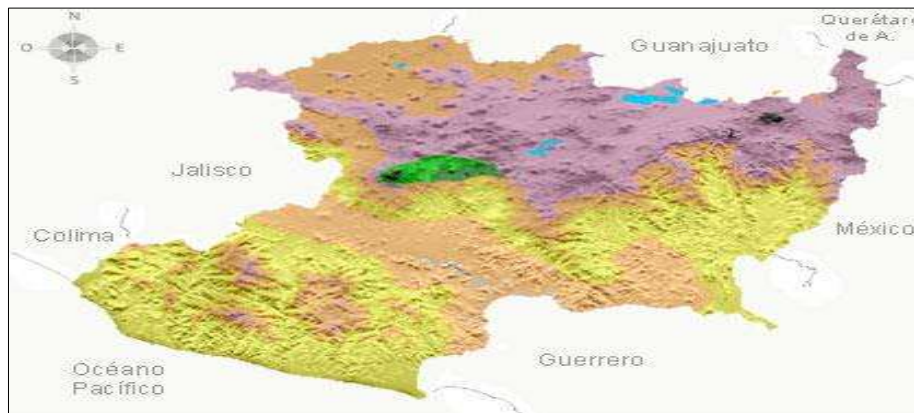 N
O
E
S
Guanajuato
Querétaro
de A.
Jalisco
Colima
México
Océano
Pacífico
Guerrero